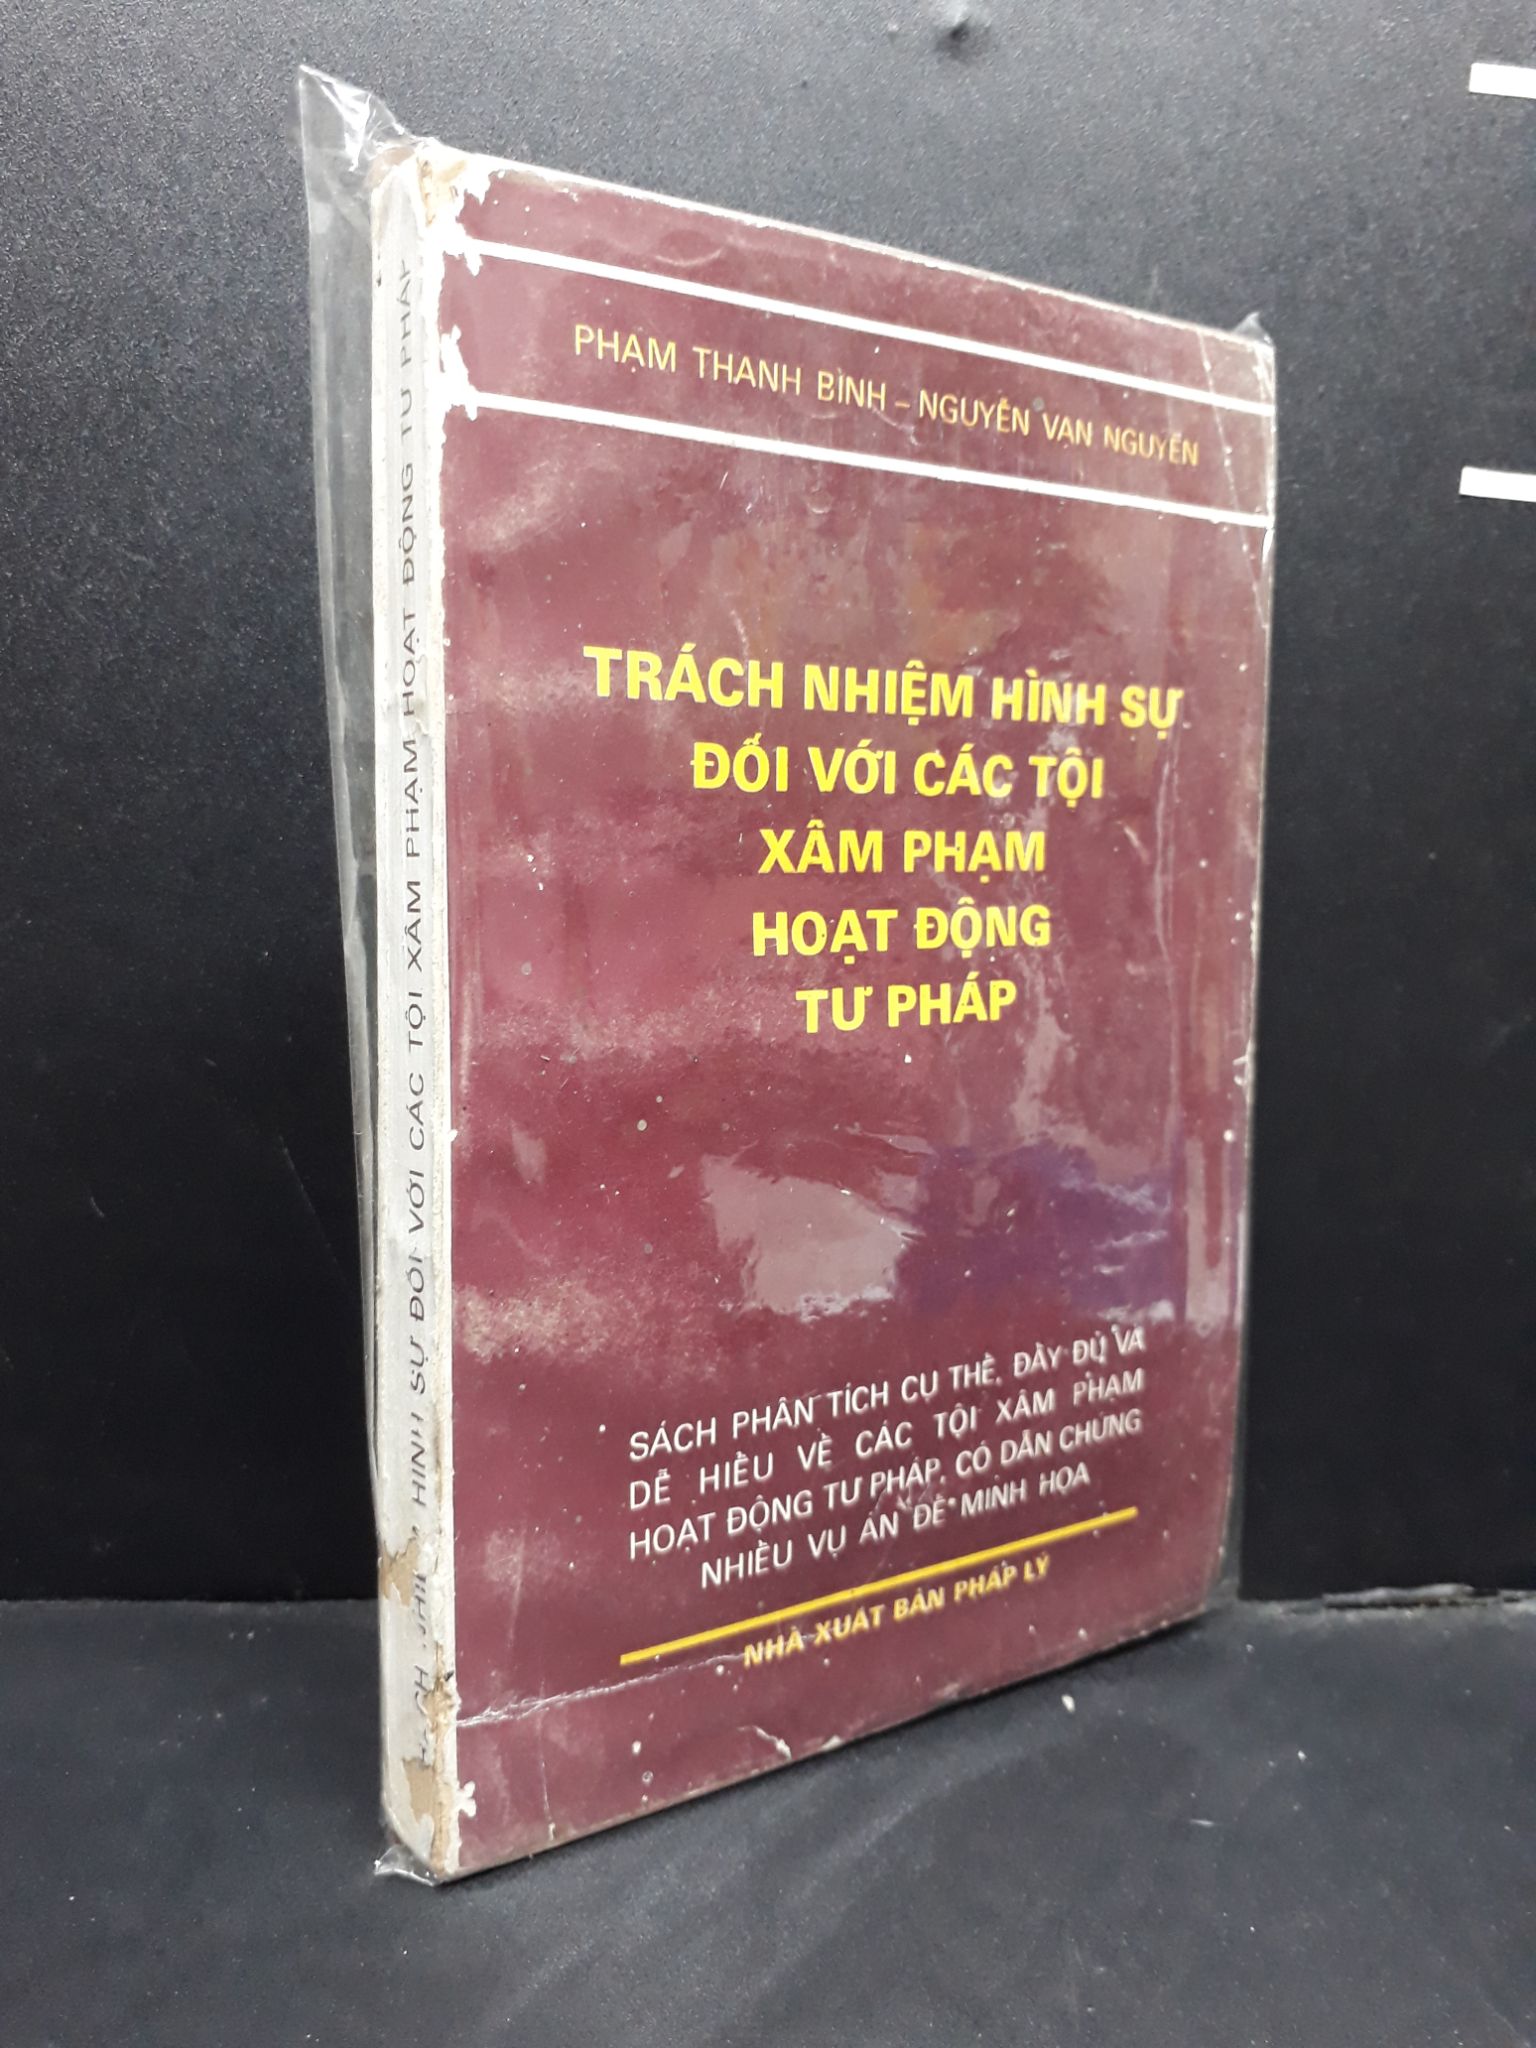 PHẠM THANH BÌNH – NGUYỄN VẠN NGUYÊN
TRÁCH NHIỆM HÌNH SỰ
ĐỐI VỚI CÁC TỘI
XÂM PHẠM
HOẠT ĐỘNG
TƯ PHÁP
SÁCH PHÂN TÍCH CỤ THỂ, ĐẦY ĐỦ VÀ
DỄ HIỂU VỀ CÁC TỘI XÂM PHẠM
HOẠT ĐỘNG TƯ PHÁP, CÓ DẪN CHỨNG
NHIỀU VỤ ÁN ĐỂ MINH HỌA
NHÀ XUẤT BẢN PHÁP LÝ
HÌNH SỰ ĐỐI VỚI CÁC TỘI XÂM PHẠM HOẠT ĐỘNG TƯ PHÁP